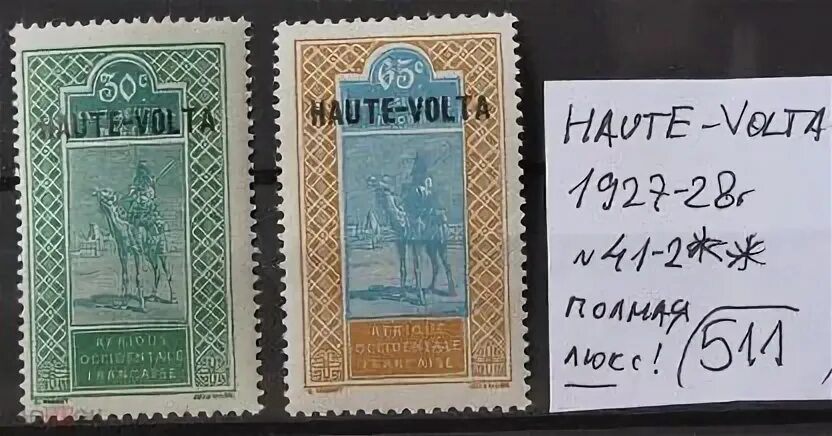 30c
HAUTE-VOLTA
AFRIQUE
OCCIDENTALE
FRANÇAISE
65c
HAUTE-VOLTA
AFRIQUE
OCCIDENTALE
FRANÇAISE
HAUTE-VOLTA
1927-28г
N41-2**
ПОЛНАЯ
ЛЮКС! 511